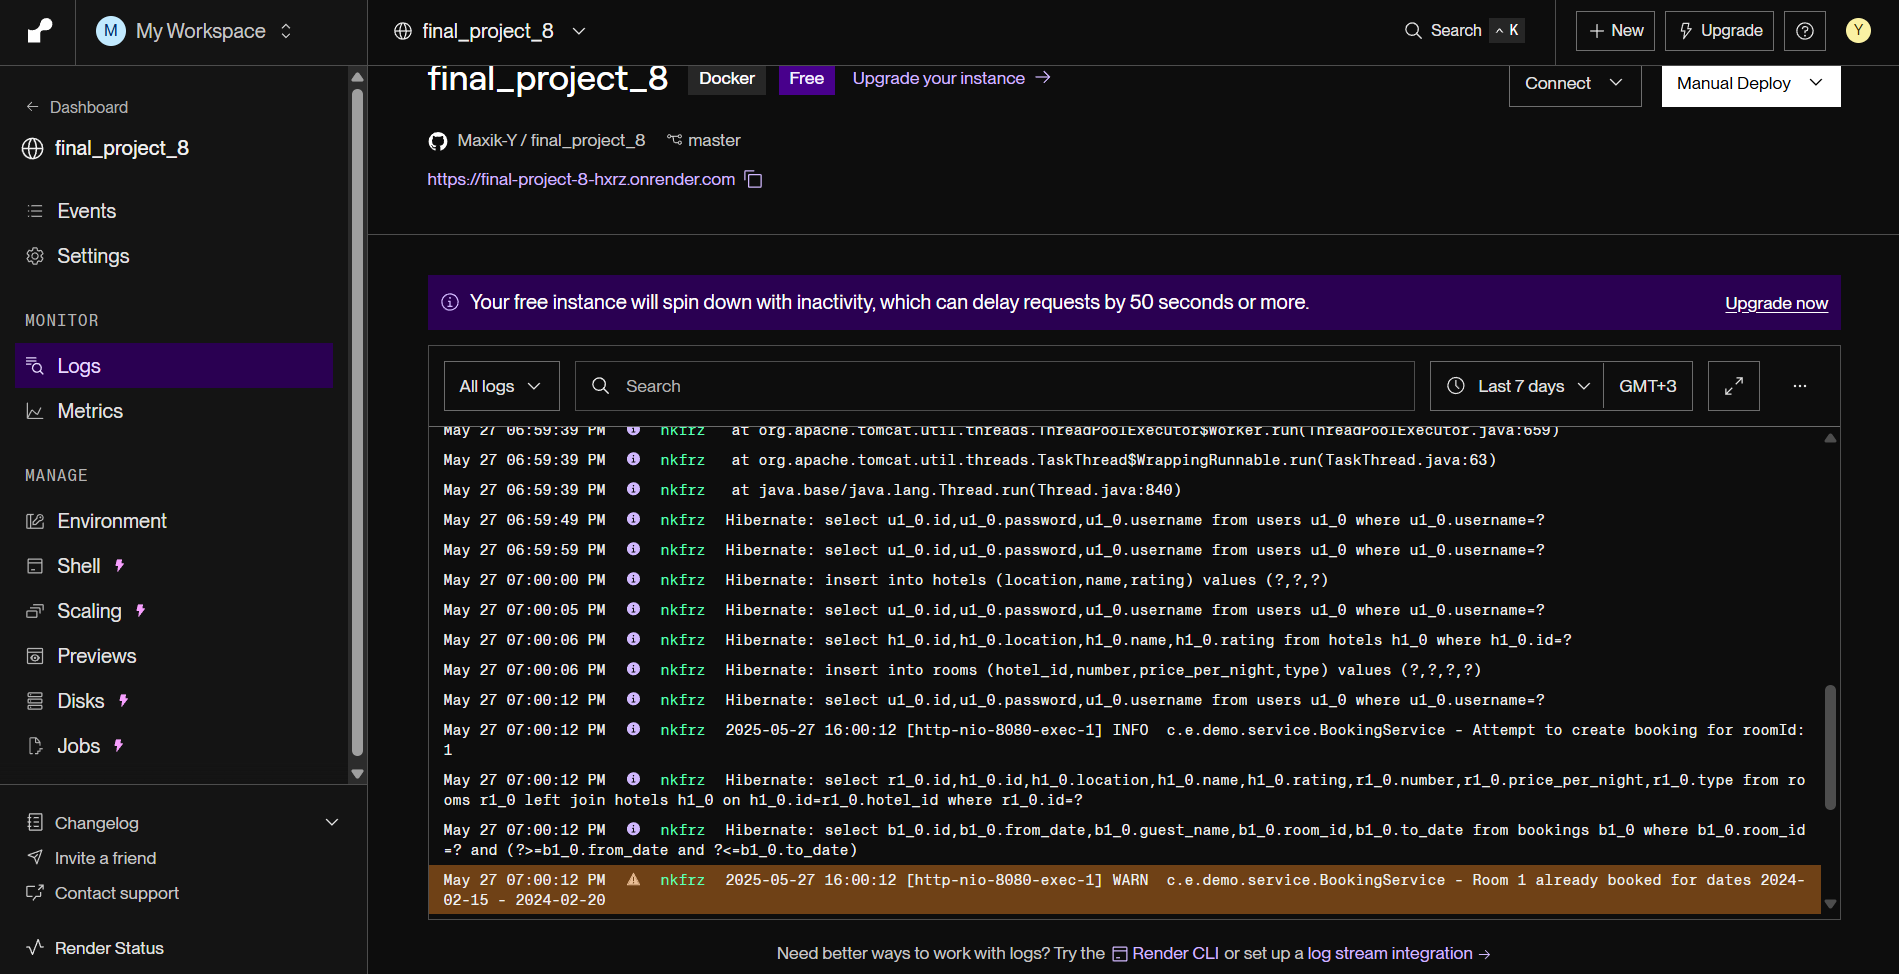 M My Workspace
final_project_8
Search ^ K
+ New
Upgrade
Y
Dashboard
final_project_8
Events
Settings
MONITOR
Logs
Metrics
MANAGE
Environment
Shell
Scaling
Previews
Disks
Jobs
Changelog
Invite a friend
Contact support
Render Status
final_project_8 Docker Free Upgrade your instance →
Connect
Manual Deploy
Maxik-Y / final_project_8 master
https://final-project-8-hxrz.onrender.com
Your free instance will spin down with inactivity, which can delay requests by 50 seconds or more.
Upgrade now
All logs
Search
Last 7 days
GMT+3
...
May 27 06:59:39 PM nkfrz at org.apache.tomcat.util.threads.ThreadPoolExecutor$Worker.run(ThreadPoolExecutor.java:659)
May 27 06:59:39 PM nkfrz at org.apache.tomcat.util.threads.TaskThread$WrappingRunnable.run(TaskThread.java:63)
May 27 06:59:39 PM nkfrz at java.base/java.lang.Thread.run(Thread.java:840)
May 27 06:59:49 PM nkfrz Hibernate: select u1_0.id,u1_0.password,u1_0.username from users u1_0 where u1_0.username=?
May 27 06:59:59 PM nkfrz Hibernate: select u1_0.id,u1_0.password,u1_0.username from users u1_0 where u1_0.username=?
May 27 07:00:00 PM nkfrz Hibernate: insert into hotels (location,name,rating) values (?,?,?)
May 27 07:00:05 PM nkfrz Hibernate: select u1_0.id,u1_0.password,u1_0.username from users u1_0 where u1_0.username=?
May 27 07:00:06 PM nkfrz Hibernate: select h1_0.id,h1_0.location,h1_0.name,h1_0.rating from hotels h1_0 where h1_0.id=?
May 27 07:00:06 PM nkfrz Hibernate: insert into rooms (hotel_id,number,price_per_night,type) values (?,?,?,?)
May 27 07:00:12 PM nkfrz Hibernate: select u1_0.id,u1_0.password,u1_0.username from users u1_0 where u1_0.username=?
May 27 07:00:12 PM nkfrz 2025-05-27 16:00:12 [http-nio-8080-exec-1] INFO c.e.demo.service.BookingService - Attempt to create booking for roomId:
1
May 27 07:00:12 PM nkfrz Hibernate: select r1_0.id,h1_0.id,h1_0.location,h1_0.name,h1_0.rating,r1_0.number,r1_0.price_per_night,r1_0.type from ro
oms r1_0 left join hotels h1_0 on h1_0.id=r1_0.hotel_id where r1_0.id=?
May 27 07:00:12 PM nkfrz Hibernate: select b1_0.id,b1_0.from_date,b1_0.guest_name,b1_0.room_id,b1_0.to_date from bookings b1_0 where b1_0.room_id
=? and (?>=b1_0.from_date and ?<=b1_0.to_date)
May 27 07:00:12 PM nkfrz 2025-05-27 16:00:12 [http-nio-8080-exec-1] WARN c.e.demo.service.BookingService - Room 1 already booked for dates 2024-
02-15 - 2024-02-20
Need better ways to work with logs? Try the Render CLI or set up a log stream integration →